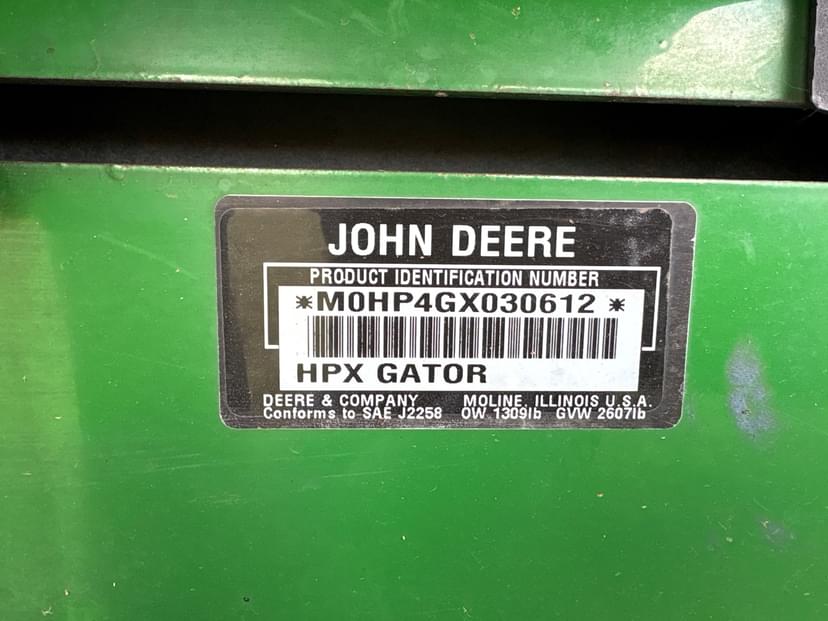 JOHN DEERE
PRODUCT IDENTIFICATION NUMBER
*M0HP4GX030612*
HPX GATOR
DEERE & COMPANY MOLINE, ILLINOIS U.S.A.
Conforms to SAE J2258 OW 1309lb GVW 2607lb